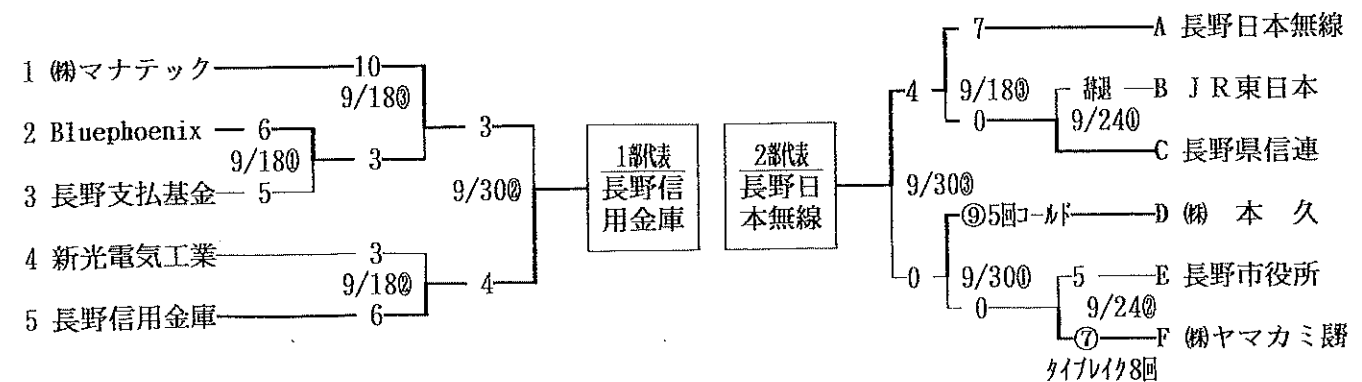 1 ㈱マナテック 10
9/18③
2 Bluephoenix 6
9/18① 3
3 長野支払基金 5
3
9/30②
4 新光電気工業 3
9/18② 4
5 長野信用金庫 6
1部代表
長野信
用金庫
2部代表
長野日
本無線
7 A 長野日本無線
4 9/18③
棄退 B JR東日本
0 9/24①
C 長野県信連
9/30③
⑨5回コールド D ㈱ 本 久
0 9/30①
5 E 長野市役所
0 9/24②
⑦ F ㈱ヤマカミ長野
タイブレイク8回